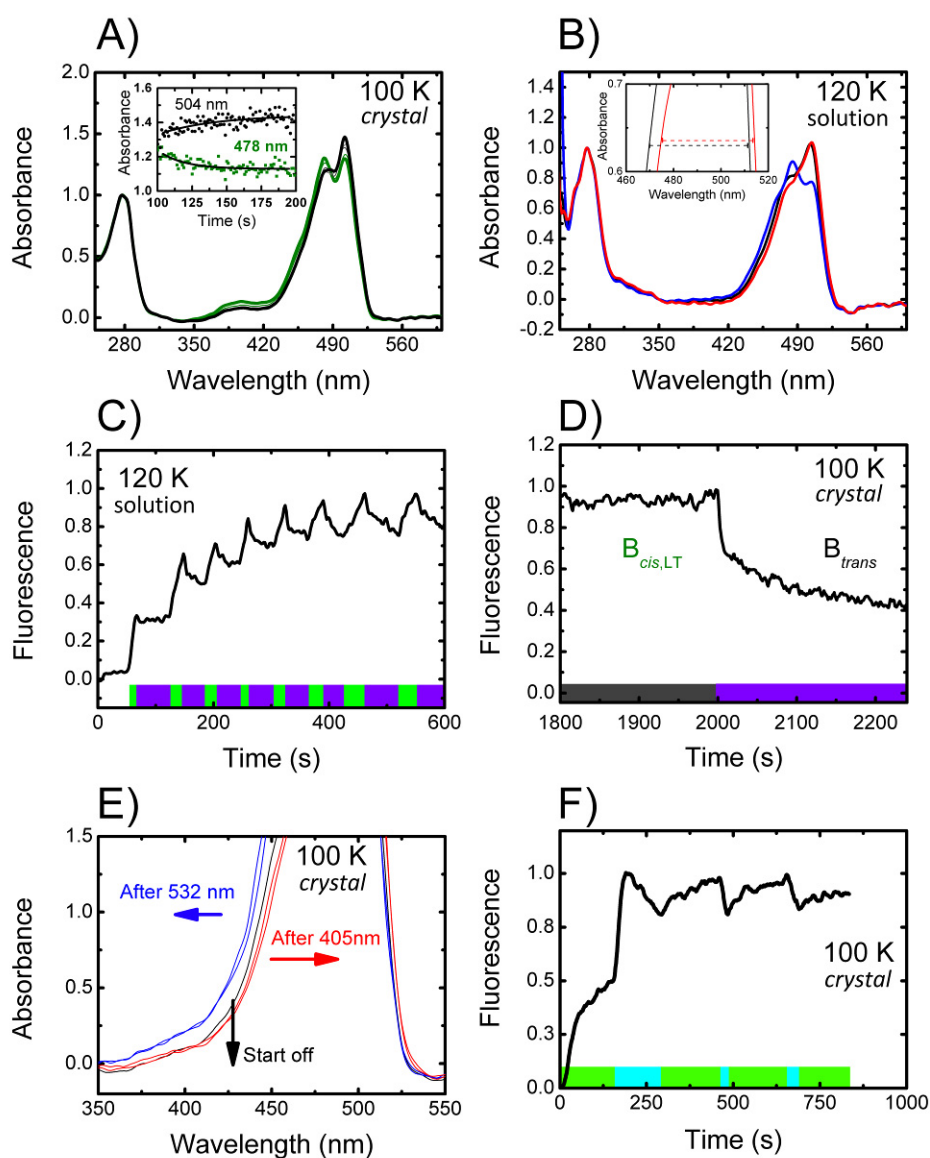 A)
100 K
crystal
504 nm
478 nm
Absorbance
1.6
1.4
1.2
1.0
100 125 150 175 200
Time (s)
Absorbance
2.0
1.5
1.0
0.5
0.0
280 350 420 490 560
Wavelength (nm)
B)
120 K
solution
Absorbance
0.7
0.6
460 480 500 520
Wavelength (nm)
Absorbance
1.4
1.2
1.0
0.8
0.6
0.4
0.2
0.0
-0.2
280 350 420 490 560
Wavelength (nm)
C)
120 K
solution
Fluorescence
1.2
1.0
0.8
0.6
0.4
0.2
0.0
0 200 400 600
Time (s)
D)
100 K
crystal
Bcis,LT
Btrans
Fluorescence
1.2
1.0
0.8
0.6
0.4
0.2
0.0
1800 1900 2000 2100 2200
Time (s)
E)
100 K
crystal
After 532 nm
After 405nm
Start off
Absorbance
1.5
1.0
0.5
0.0
350 400 450 500 550
Wavelength (nm)
F)
100 K
crystal
Fluorescence
1.2
1.0
0.8
0.5
0.3
0.0
0 250 500 750 1000
Time (s)